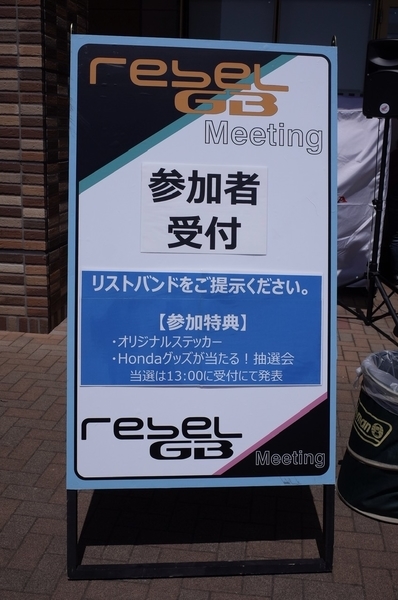 rebel
GB
Meeting
参加者
受付
リストバンドをご提示ください。
【参加特典】
・オリジナルステッカー
・Hondaグッズが当たる!抽選会
当選は13:00に受付にて発表
rebel
GB
Meeting